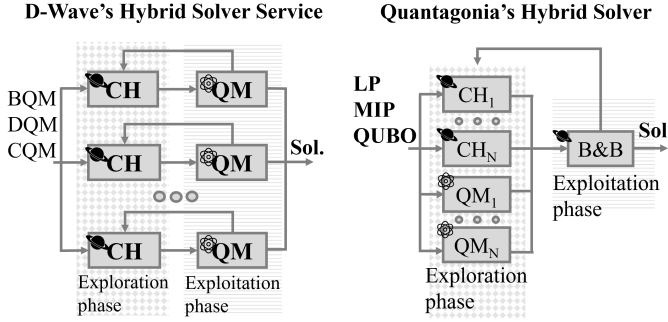 D-Wave's Hybrid Solver Service
BQM
DQM
CQM
CH
QM
CH
QM
Sol.
CH
QM
Exploration
phase
Exploitation
phase
Quantagonia's Hybrid Solver
LP
MIP
QUBO
CH1
CHN
QM1
QMN
B&B
Sol
Exploitation
phase
Exploration
phase